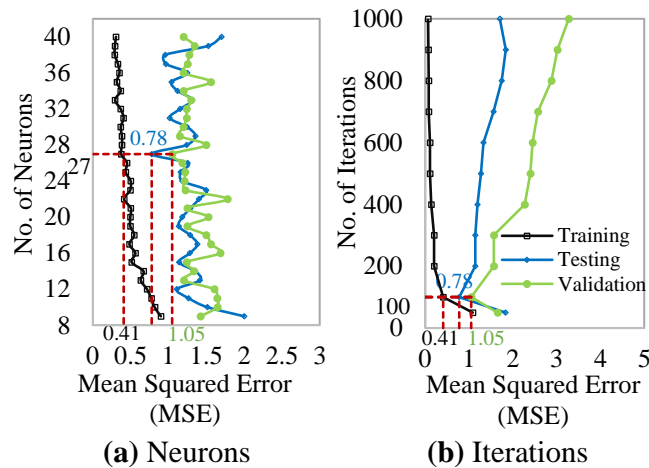 40
36
32
28
27
24
20
16
12
8
No. of Neurons
0.78
0 0.5 1 1.5 2 2.5 3
0.41
1.05
Mean Squared Error
(MSE)
(a) Neurons
1000
800
600
400
200
100
0
No. of Iterations
Training
Testing
Validation
0.78
0 1 2 3 4 5
0.41
1.05
Mean Squared Error
(MSE)
(b) Iterations